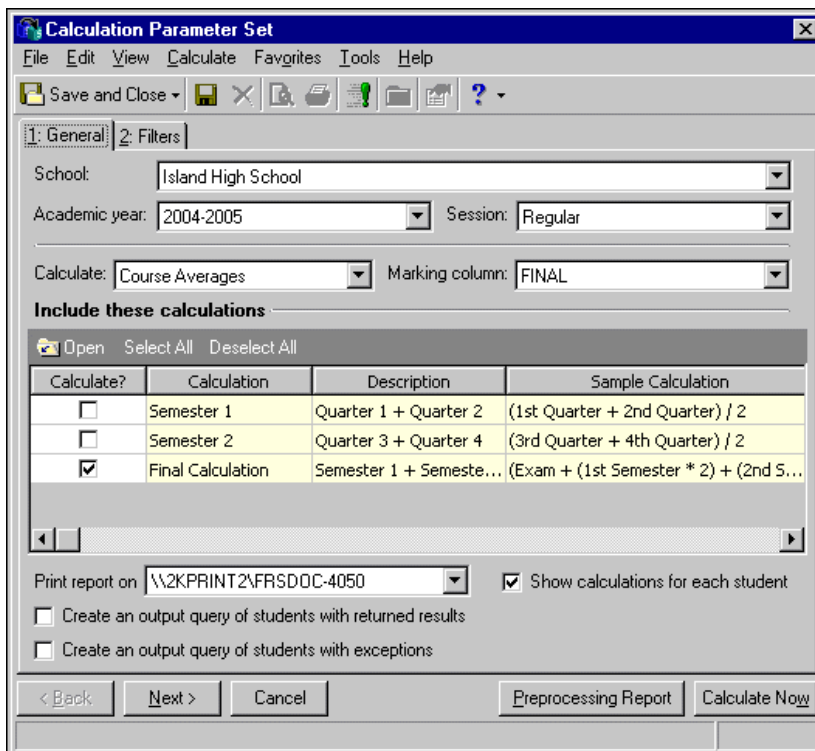 Calculation Parameter Set
File Edit View Calculate Favorites Tools Help
Save and Close ?
1: General 2: Filters
School: Island High School
Academic year: 2004-2005 Session: Regular
Calculate: Course Averages Marking column: FINAL
Include these calculations
Open Select All Deselect All
Calculate? Calculation Description Sample Calculation
Semester 1 Quarter 1 + Quarter 2 (1st Quarter + 2nd Quarter) / 2
Semester 2 Quarter 3 + Quarter 4 (3rd Quarter + 4th Quarter) / 2
Final Calculation Semester 1 + Semeste... (Exam + (1st Semester * 2) + (2nd S...
Print report on \\2KPRINT2\FRSDOC-4050 Show calculations for each student
Create an output query of students with returned results
Create an output query of students with exceptions
< Back Next > Cancel Preprocessing Report Calculate Now